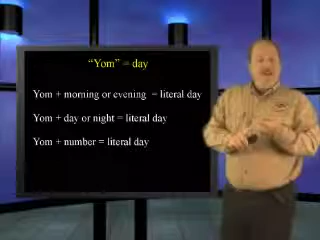 “Yom” = day
Yom + morning or evening = literal day
Yom + day or night = literal day
Yom + number = literal day